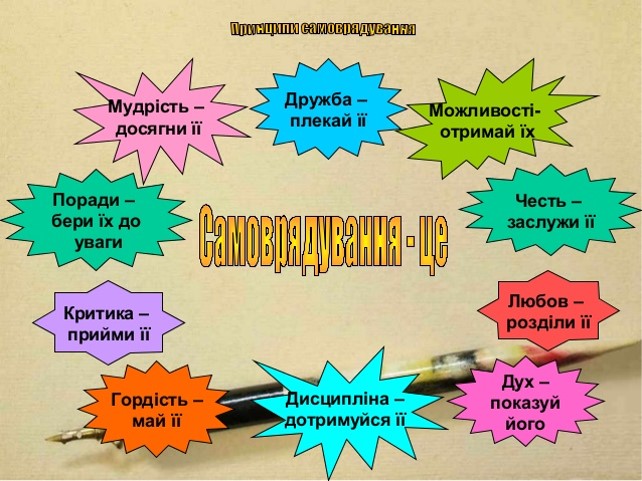 Принципи самоврядування
Мудрість –
досягни її
Дружба –
плекай її
Можливості-
отримай їх
Поради –
бери їх до
уваги
Самоврядування - це
Честь –
заслужи її
Критика –
прийми її
Любов –
розділи її
Гордість –
май її
Дисципліна –
дотримуйся її
Дух –
показуй
його